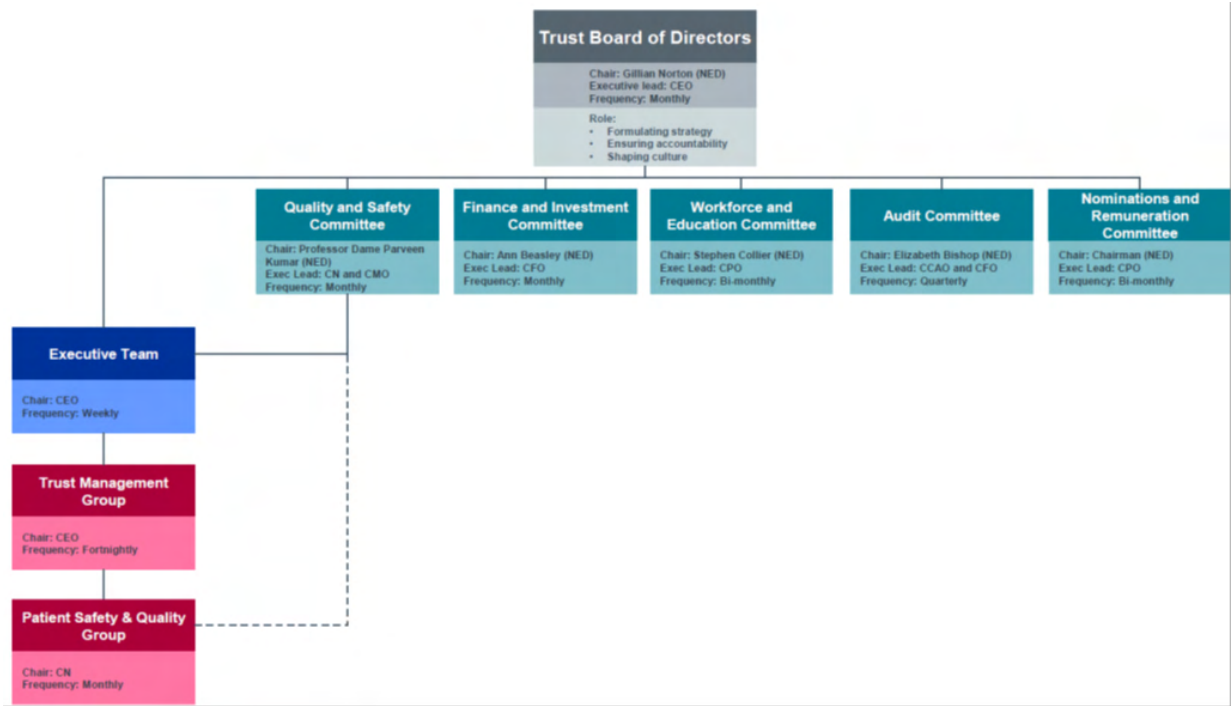 Trust Board of Directors
Chair: Gillian Norton (NED)
Executive lead: CEO
Frequency: Monthly
Role:
• Formulating strategy
• Ensuring accountability
• Shaping culture
Quality and Safety
Committee
Chair: Professor Dame Parveen
Kumar (NED)
Exec Lead: CN and CMO
Frequency: Monthly
Finance and Investment
Committee
Chair: Ann Beasley (NED)
Exec Lead: CFO
Frequency: Monthly
Workforce and
Education Committee
Chair: Stephen Collier (NED)
Exec Lead: CPO
Frequency: Bi-monthly
Audit Committee
Chair: Elizabeth Bishop (NED)
Exec Lead: CCAO and CFO
Frequency: Quarterly
Nominations and
Remuneration
Committee
Chair: Chairman (NED)
Exec Lead: CPO
Frequency: Bi-monthly
Executive Team
Chair: CEO
Frequency: Weekly
Trust Management
Group
Chair: CEO
Frequency: Fortnightly
Patient Safety & Quality
Group
Chair: CN
Frequency: Monthly